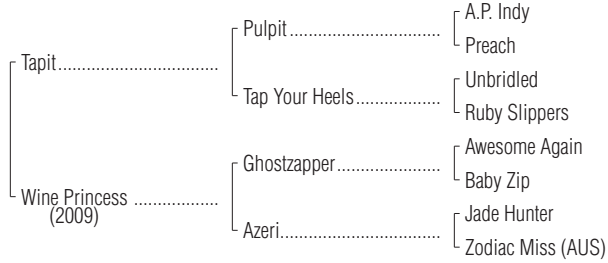 A.P. Indy
Pulpit
Preach
Tapit
Unbridled
Tap Your Heels
Ruby Slippers
Awesome Again
Ghostzapper
Baby Zip
Wine Princess
(2009)
Jade Hunter
Azeri
Zodiac Miss (AUS)